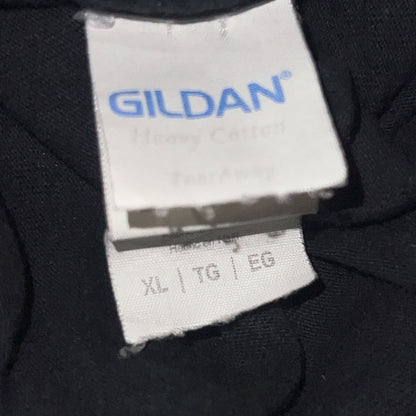 GILDAN®
Heavy Cotton
TearAway
XL | TG | EG